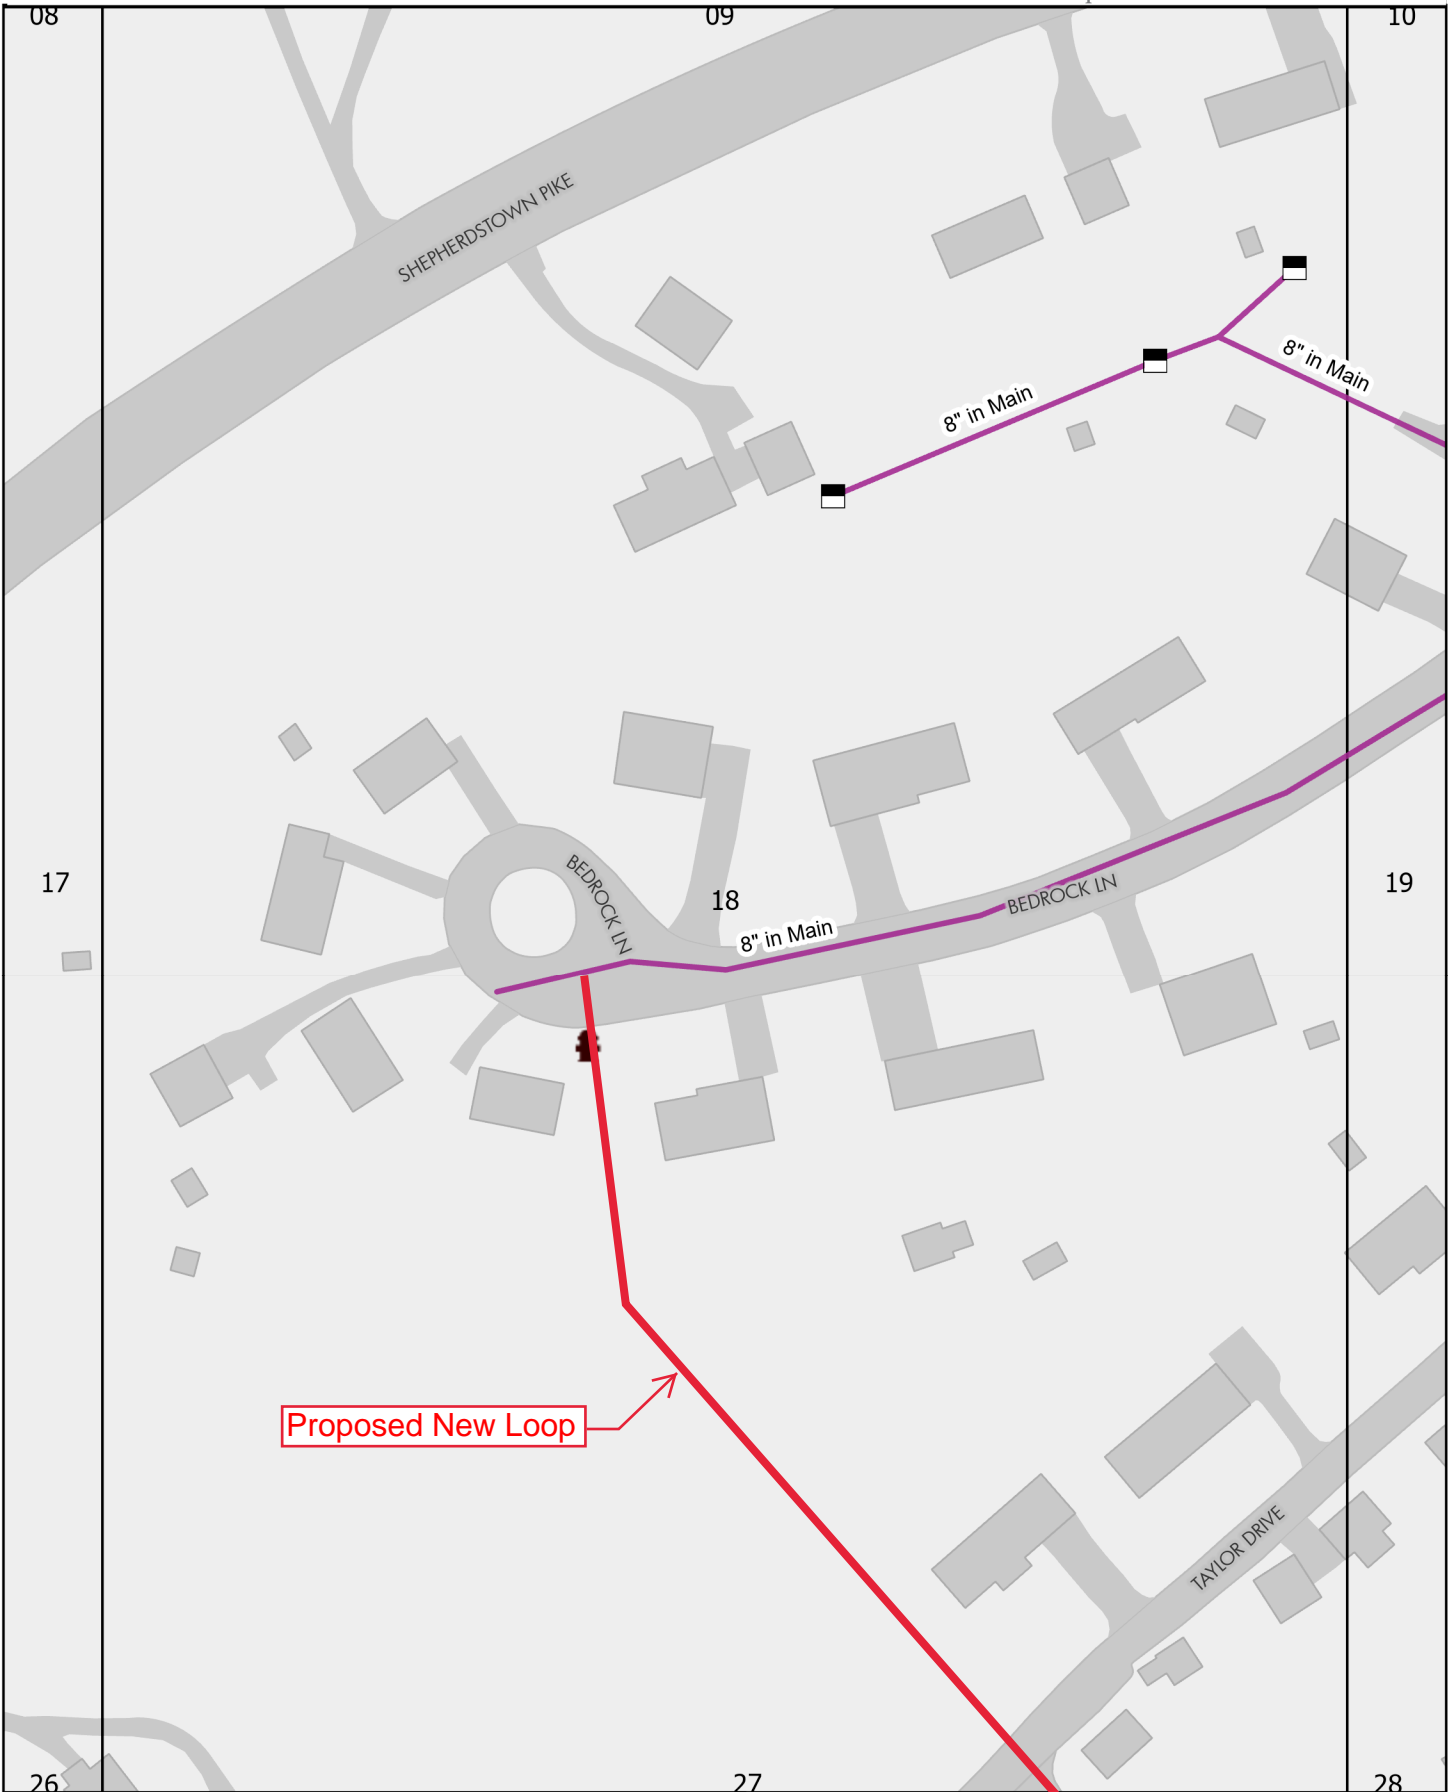 08
09
10
SHEPHERDSTOWN PIKE
8" in Main
8" in Main
17
BEDROCK LN
18
BEDROCK LN
19
8" in Main
Proposed New Loop
TAYLOR DRIVE
26
27
28